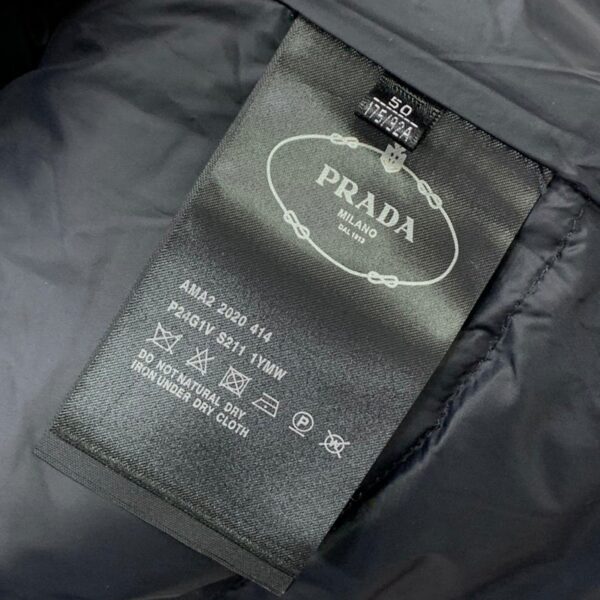 50
175/92A
PRADA
MILANO
DAL 1913
AMA2 2020 414
P24G1V S211 1YMW
P
W
DO NOT NATURAL DRY
IRON UNDER DRY CLOTH